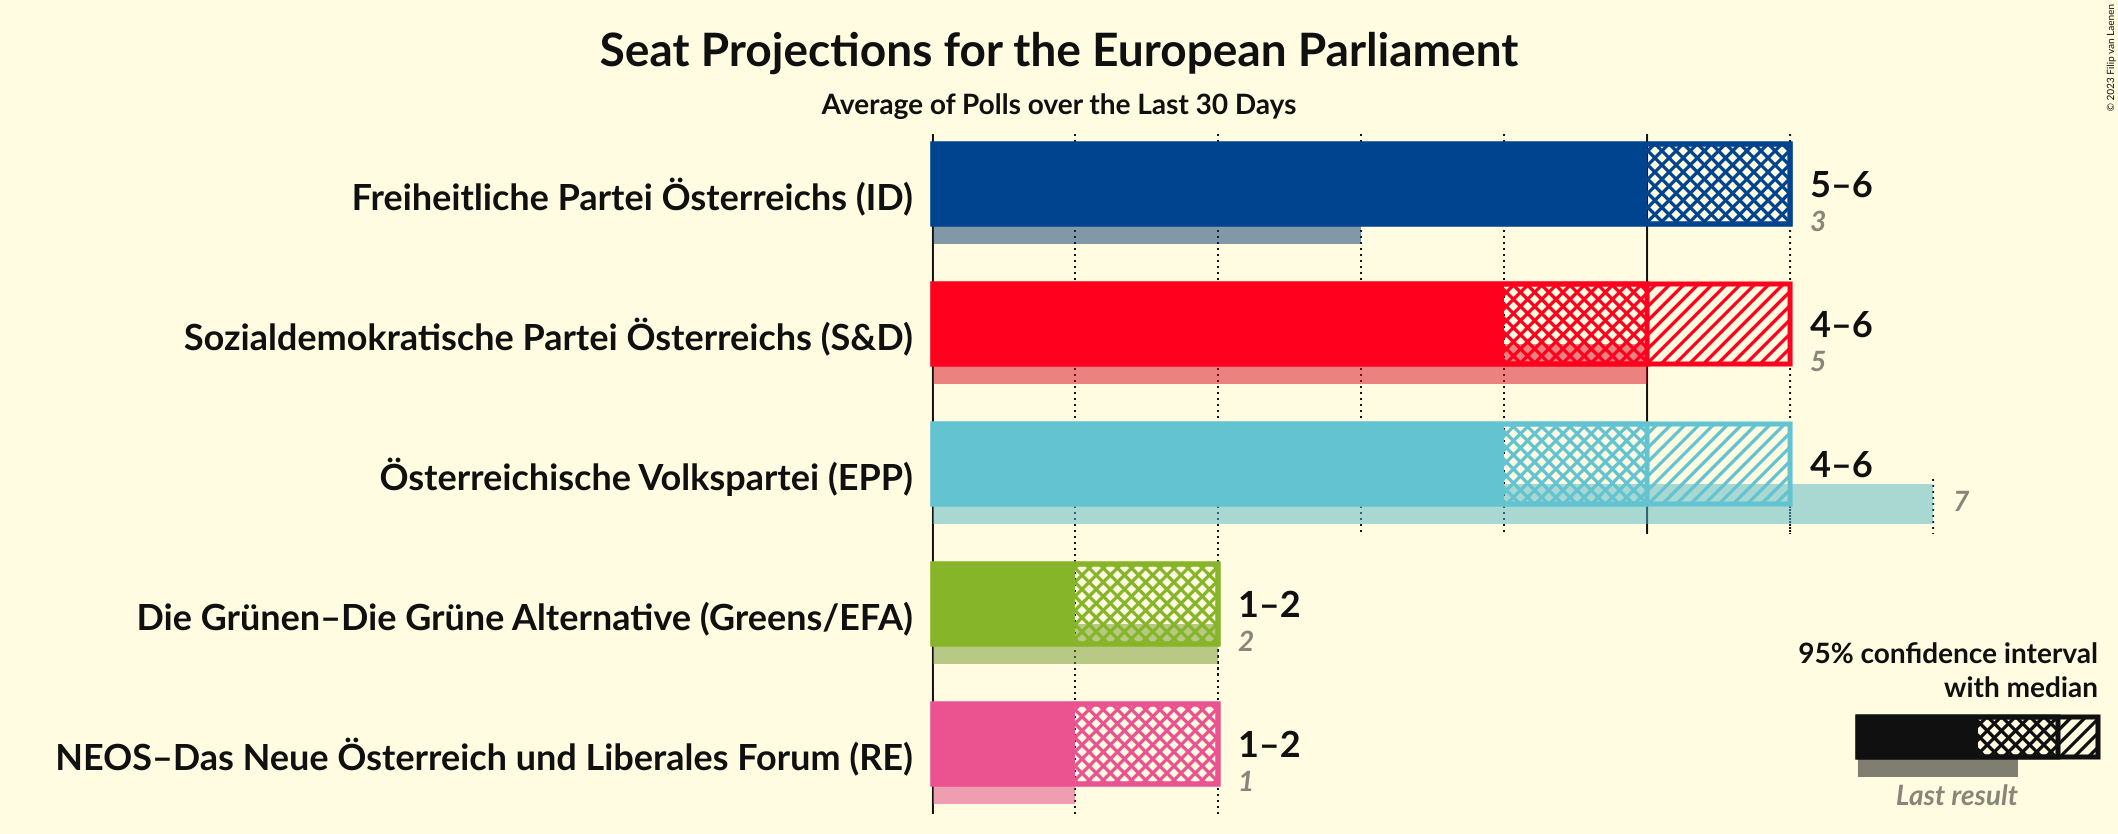 Seat Projections for the European Parliament
Average of Polls over the Last 30 Days
© 2023 Filip van Laenen
Freiheitliche Partei Österreichs (ID)
5–6
3
Sozialdemokratische Partei Österreichs (S&D)
4–6
5
Österreichische Volkspartei (EPP)
4–6
7
Die Grünen–Die Grüne Alternative (Greens/EFA)
1–2
2
NEOS–Das Neue Österreich und Liberales Forum (RE)
1–2
1
95% confidence interval
with median
Last result